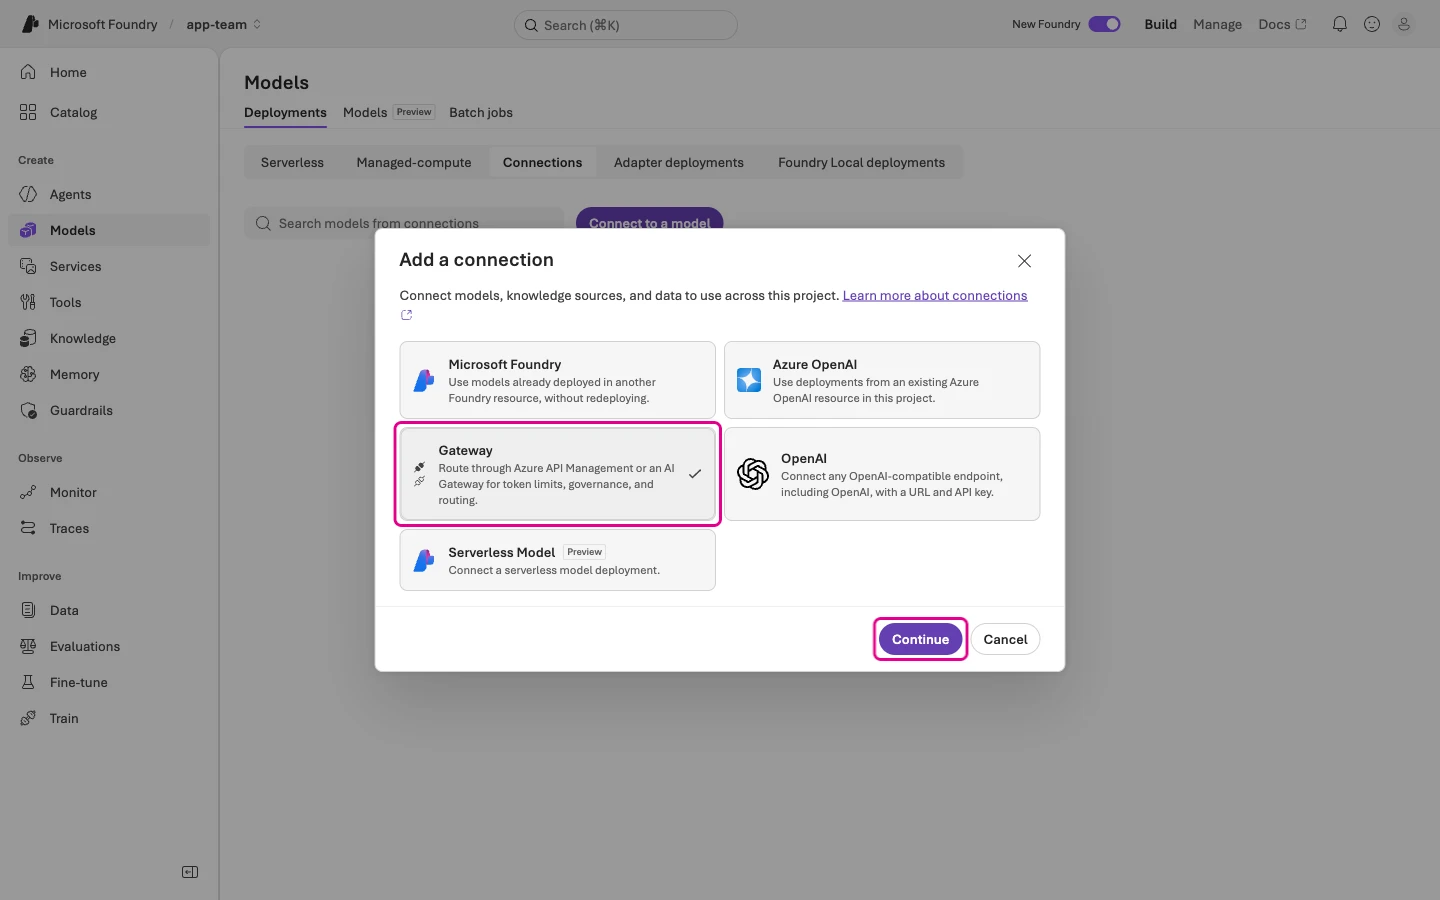 Microsoft Foundry / app-team
Search (⌘K)
New Foundry
Build
Manage
Docs
Home
Catalog
Create
Agents
Models
Services
Tools
Knowledge
Memory
Guardrails
Observe
Monitor
Traces
Improve
Data
Evaluations
Fine-tune
Train
Models
Deployments
Models Preview
Batch jobs
Serverless
Managed-compute
Connections
Adapter deployments
Foundry Local deployments
Search models from connections
Connect to a model
Add a connection
Connect models, knowledge sources, and data to use across this project. Learn more about connections
Microsoft Foundry
Use models already deployed in another
Foundry resource, without redeploying.
Azure OpenAI
Use deployments from an existing Azure
OpenAI resource in this project.
Gateway
Route through Azure API Management or an AI
Gateway for token limits, governance, and
routing.
OpenAI
Connect any OpenAI-compatible endpoint,
including OpenAI, with a URL and API key.
Serverless Model Preview
Connect a serverless model deployment.
Continue
Cancel